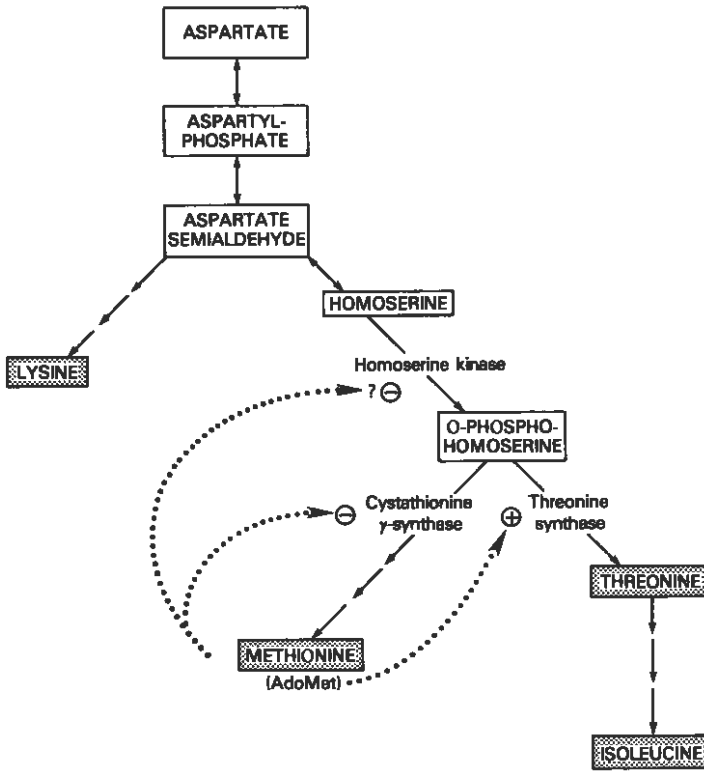 ASPARTATE
ASPARTYL-
PHOSPHATE
ASPARTATE
SEMIALDEHYDE
HOMOSERINE
LYSINE
Homoserine kinase
? ⊖
O-PHOSPHO-
HOMOSERINE
⊖ Cystathionine
γ-synthase
⊕ Threonine
synthase
THREONINE
METHIONINE
(AdoMet)
ISOLEUCINE